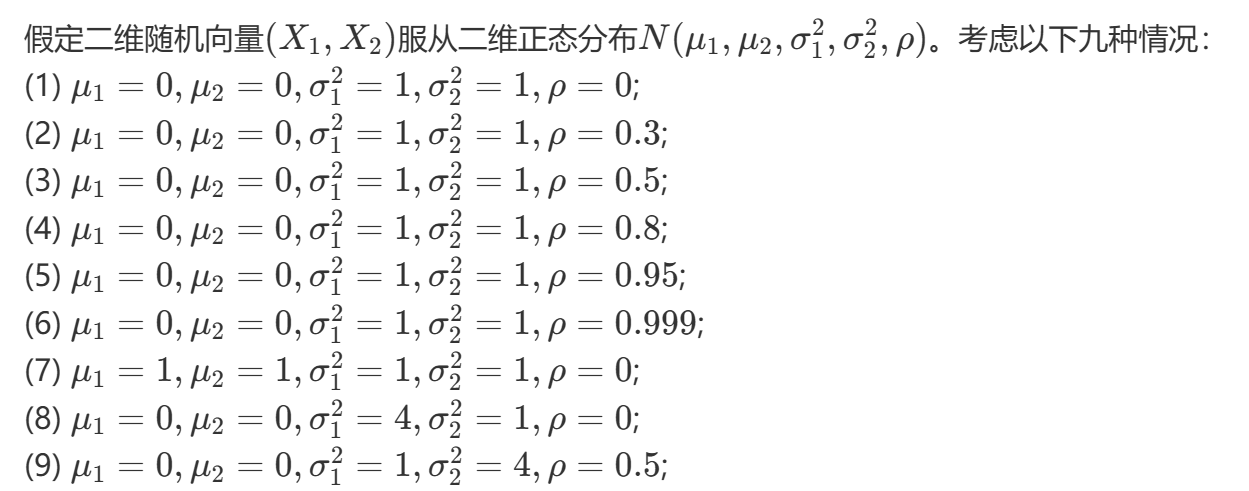 假定二维随机向量$(X_1, X_2)$服从二维正态分布$N(\mu_1, \mu_2, \sigma_1^2, \sigma_2^2, \rho)$。考虑以下九种情况：
(1) $\mu_1 = 0, \mu_2 = 0, \sigma_1^2 = 1, \sigma_2^2 = 1, \rho = 0$;
(2) $\mu_1 = 0, \mu_2 = 0, \sigma_1^2 = 1, \sigma_2^2 = 1, \rho = 0.3$;
(3) $\mu_1 = 0, \mu_2 = 0, \sigma_1^2 = 1, \sigma_2^2 = 1, \rho = 0.5$;
(4) $\mu_1 = 0, \mu_2 = 0, \sigma_1^2 = 1, \sigma_2^2 = 1, \rho = 0.8$;
(5) $\mu_1 = 0, \mu_2 = 0, \sigma_1^2 = 1, \sigma_2^2 = 1, \rho = 0.95$;
(6) $\mu_1 = 0, \mu_2 = 0, \sigma_1^2 = 1, \sigma_2^2 = 1, \rho = 0.999$;
(7) $\mu_1 = 1, \mu_2 = 1, \sigma_1^2 = 1, \sigma_2^2 = 1, \rho = 0$;
(8) $\mu_1 = 0, \mu_2 = 0, \sigma_1^2 = 4, \sigma_2^2 = 1, \rho = 0$;
(9) $\mu_1 = 0, \mu_2 = 0, \sigma_1^2 = 1, \sigma_2^2 = 4, \rho = 0.5$;